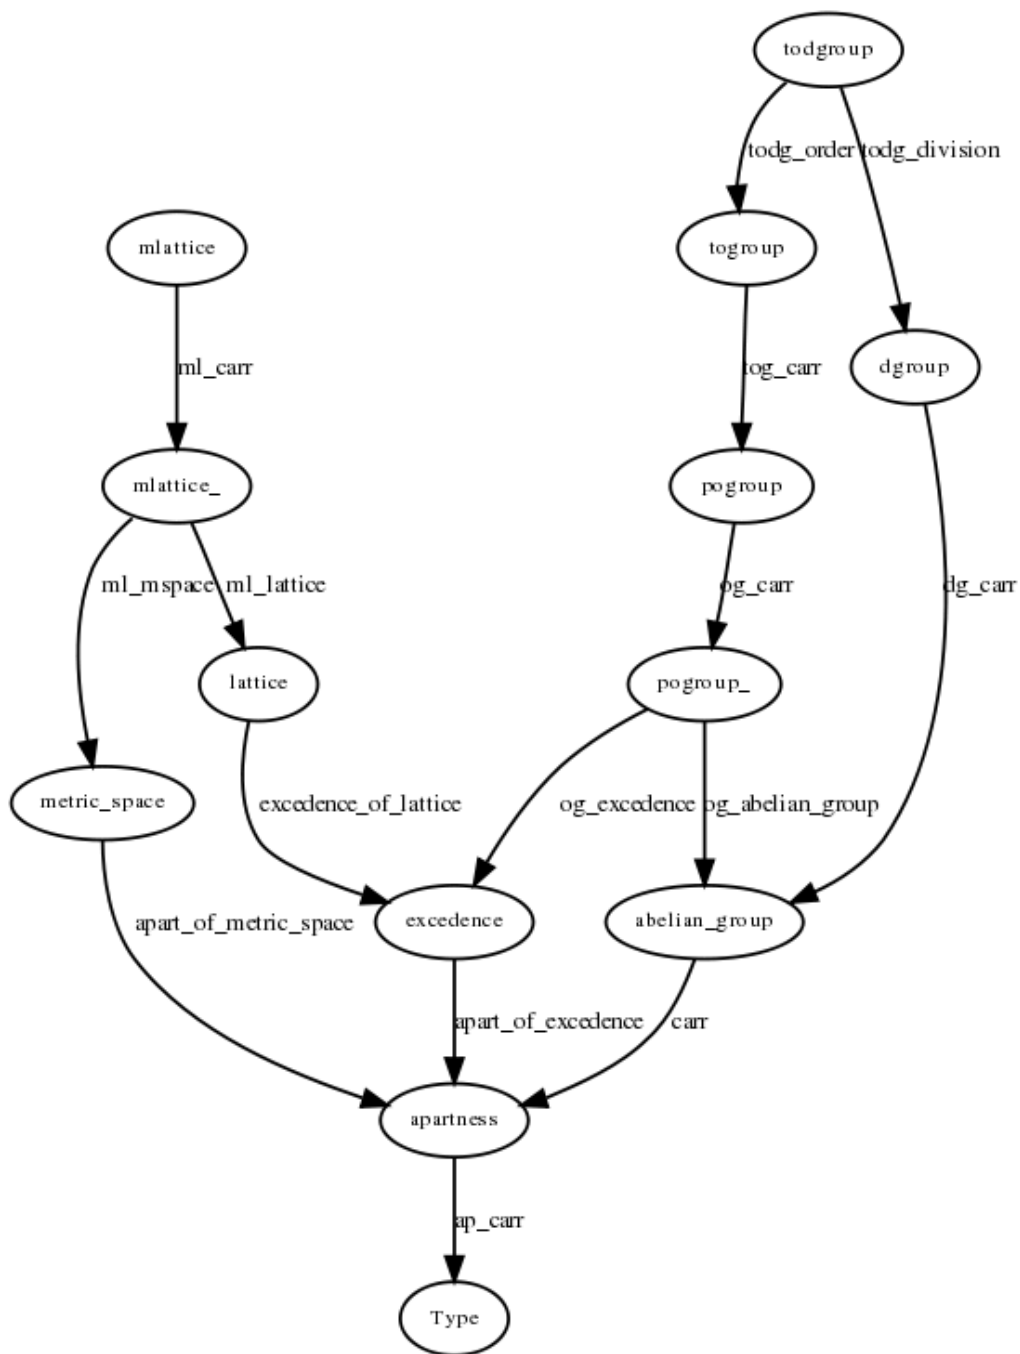 todgroup
todg_order
todg_division
mlattice
togroup
ml_carr
tog_carr
dgroup
mlattice_
pogroup
ml_mspace
ml_lattice
og_carr
dg_carr
lattice
pogroup_
metric_space
excedence_of_lattice
og_excedence
og_abelian_group
apart_of_metric_space
excedence
abelian_group
apart_of_excedence
carr
apartness
ap_carr
Type